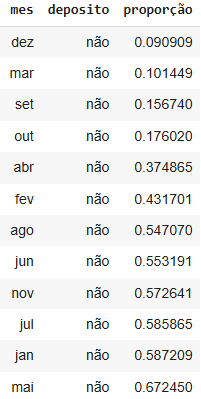 mes deposito proporção
dez não 0.090909
mar não 0.101449
set não 0.156740
out não 0.176020
abr não 0.374865
fev não 0.431701
ago não 0.547070
jun não 0.553191
nov não 0.572641
jul não 0.585865
jan não 0.587209
mai não 0.672450